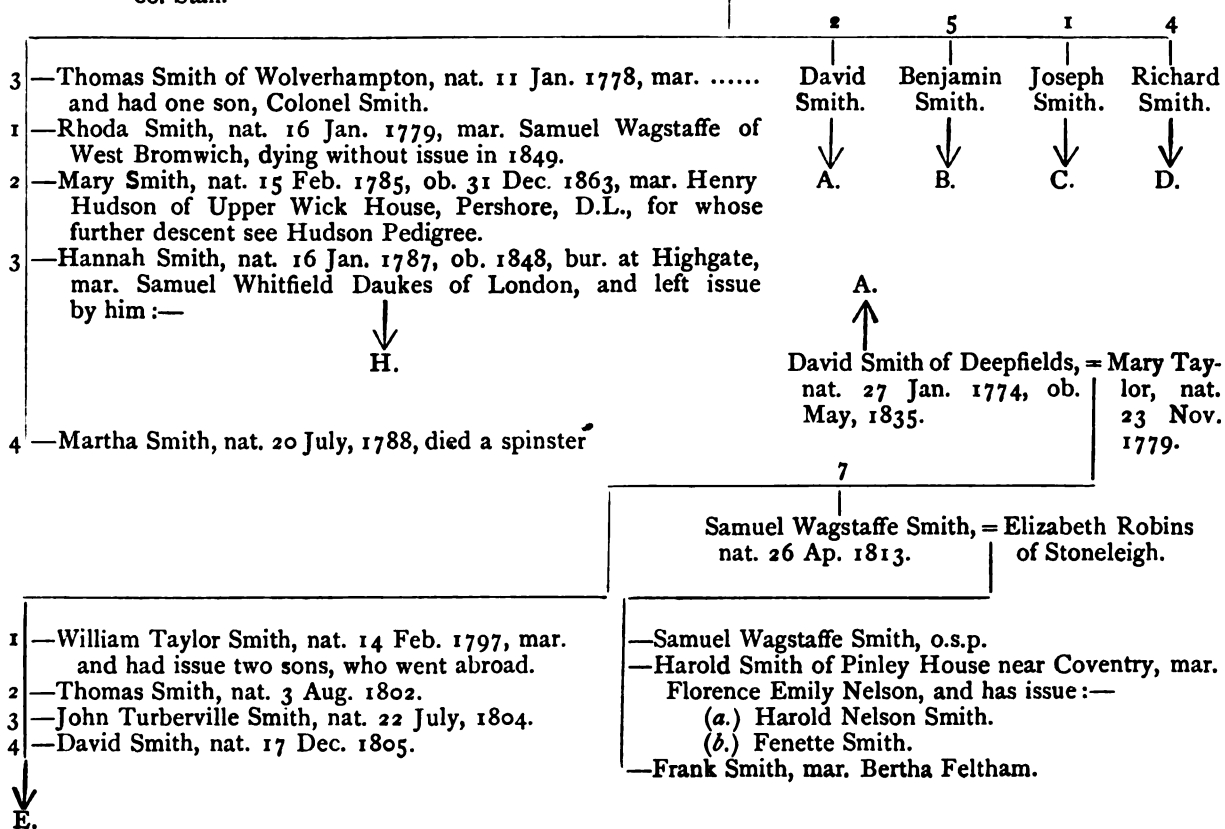 co. Staff.
2 5 1 4
3 —Thomas Smith of Wolverhampton, nat. 11 Jan. 1778, mar. ......
and had one son, Colonel Smith.
1 —Rhoda Smith, nat. 16 Jan. 1779, mar. Samuel Wagstaffe of
West Bromwich, dying without issue in 1849.
2 —Mary Smith, nat. 15 Feb. 1785, ob. 31 Dec. 1863, mar. Henry
Hudson of Upper Wick House, Pershore, D.L., for whose
further descent see Hudson Pedigree.
3 —Hannah Smith, nat. 16 Jan. 1787, ob. 1848, bur. at Highgate,
mar. Samuel Whitfield Daukes of London, and left issue
by him :—
H.
4 —Martha Smith, nat. 20 July, 1788, died a spinster
David Benjamin Joseph Richard
Smith. Smith. Smith. Smith.
A. B. C. D.
A.
David Smith of Deepfields, = Mary Tay-
nat. 27 Jan. 1774, ob. lor, nat.
May, 1835. 23 Nov.
1779.
7
Samuel Wagstaffe Smith, = Elizabeth Robins
nat. 26 Ap. 1813. of Stoneleigh.
1 —William Taylor Smith, nat. 14 Feb. 1797, mar.
and had issue two sons, who went abroad.
2 —Thomas Smith, nat. 3 Aug. 1802.
3 —John Turberville Smith, nat. 22 July, 1804.
4 —David Smith, nat. 17 Dec. 1805.
E.
—Samuel Wagstaffe Smith, o.s.p.
—Harold Smith of Pinley House near Coventry, mar.
Florence Emily Nelson, and has issue :—
(a.) Harold Nelson Smith.
(b.) Fenette Smith.
—Frank Smith, mar. Bertha Feltham.